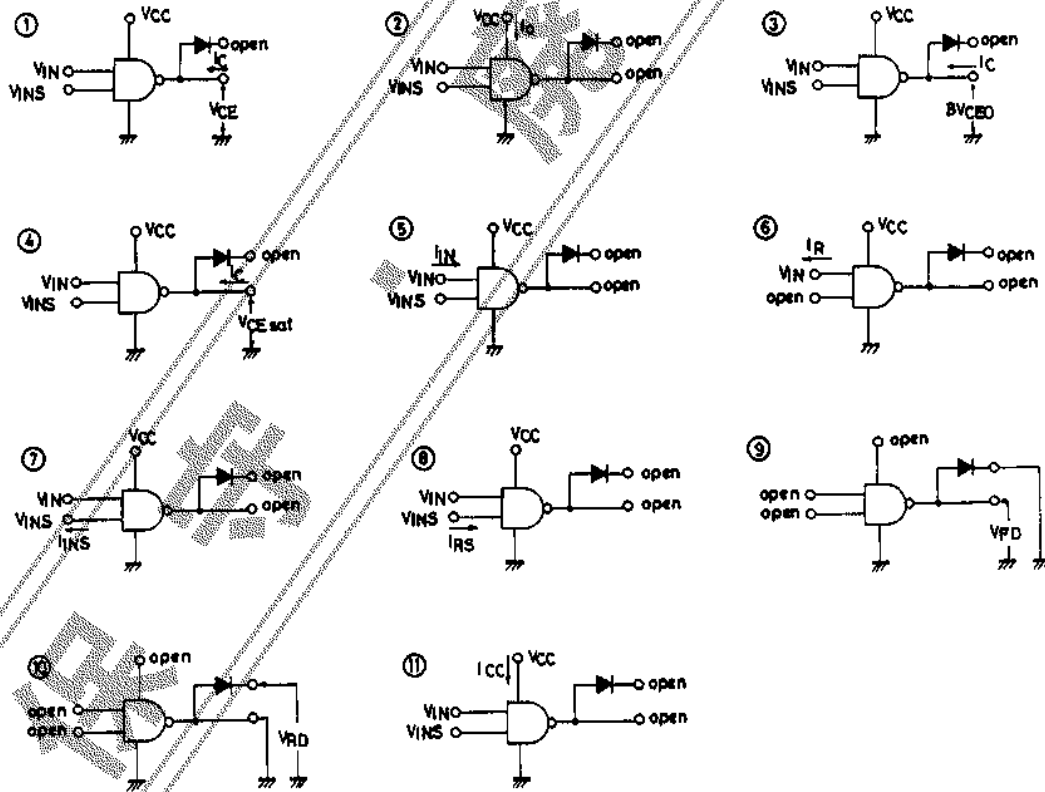 ① VCC
open
IC
VIN
VINS
VCE
② VCC IO
open
VIN
VINS
open
③ VCC
open
VIN
VINS
IC
BVCEO
④ VCC
open
IC
VIN
VINS
VCE sat
⑤ VCC
IIN
VIN
VINS
open
open
⑥ VCC
IR
VIN
open
open
open
⑦ VCC
VIN
VINS
IINS
open
open
⑧ VCC
VIN
VINS
IRS
open
open
⑨ open
open
open
VFD
⑩ open
open
open
VRD
⑪ ICC VCC
VIN
VINS
open
open